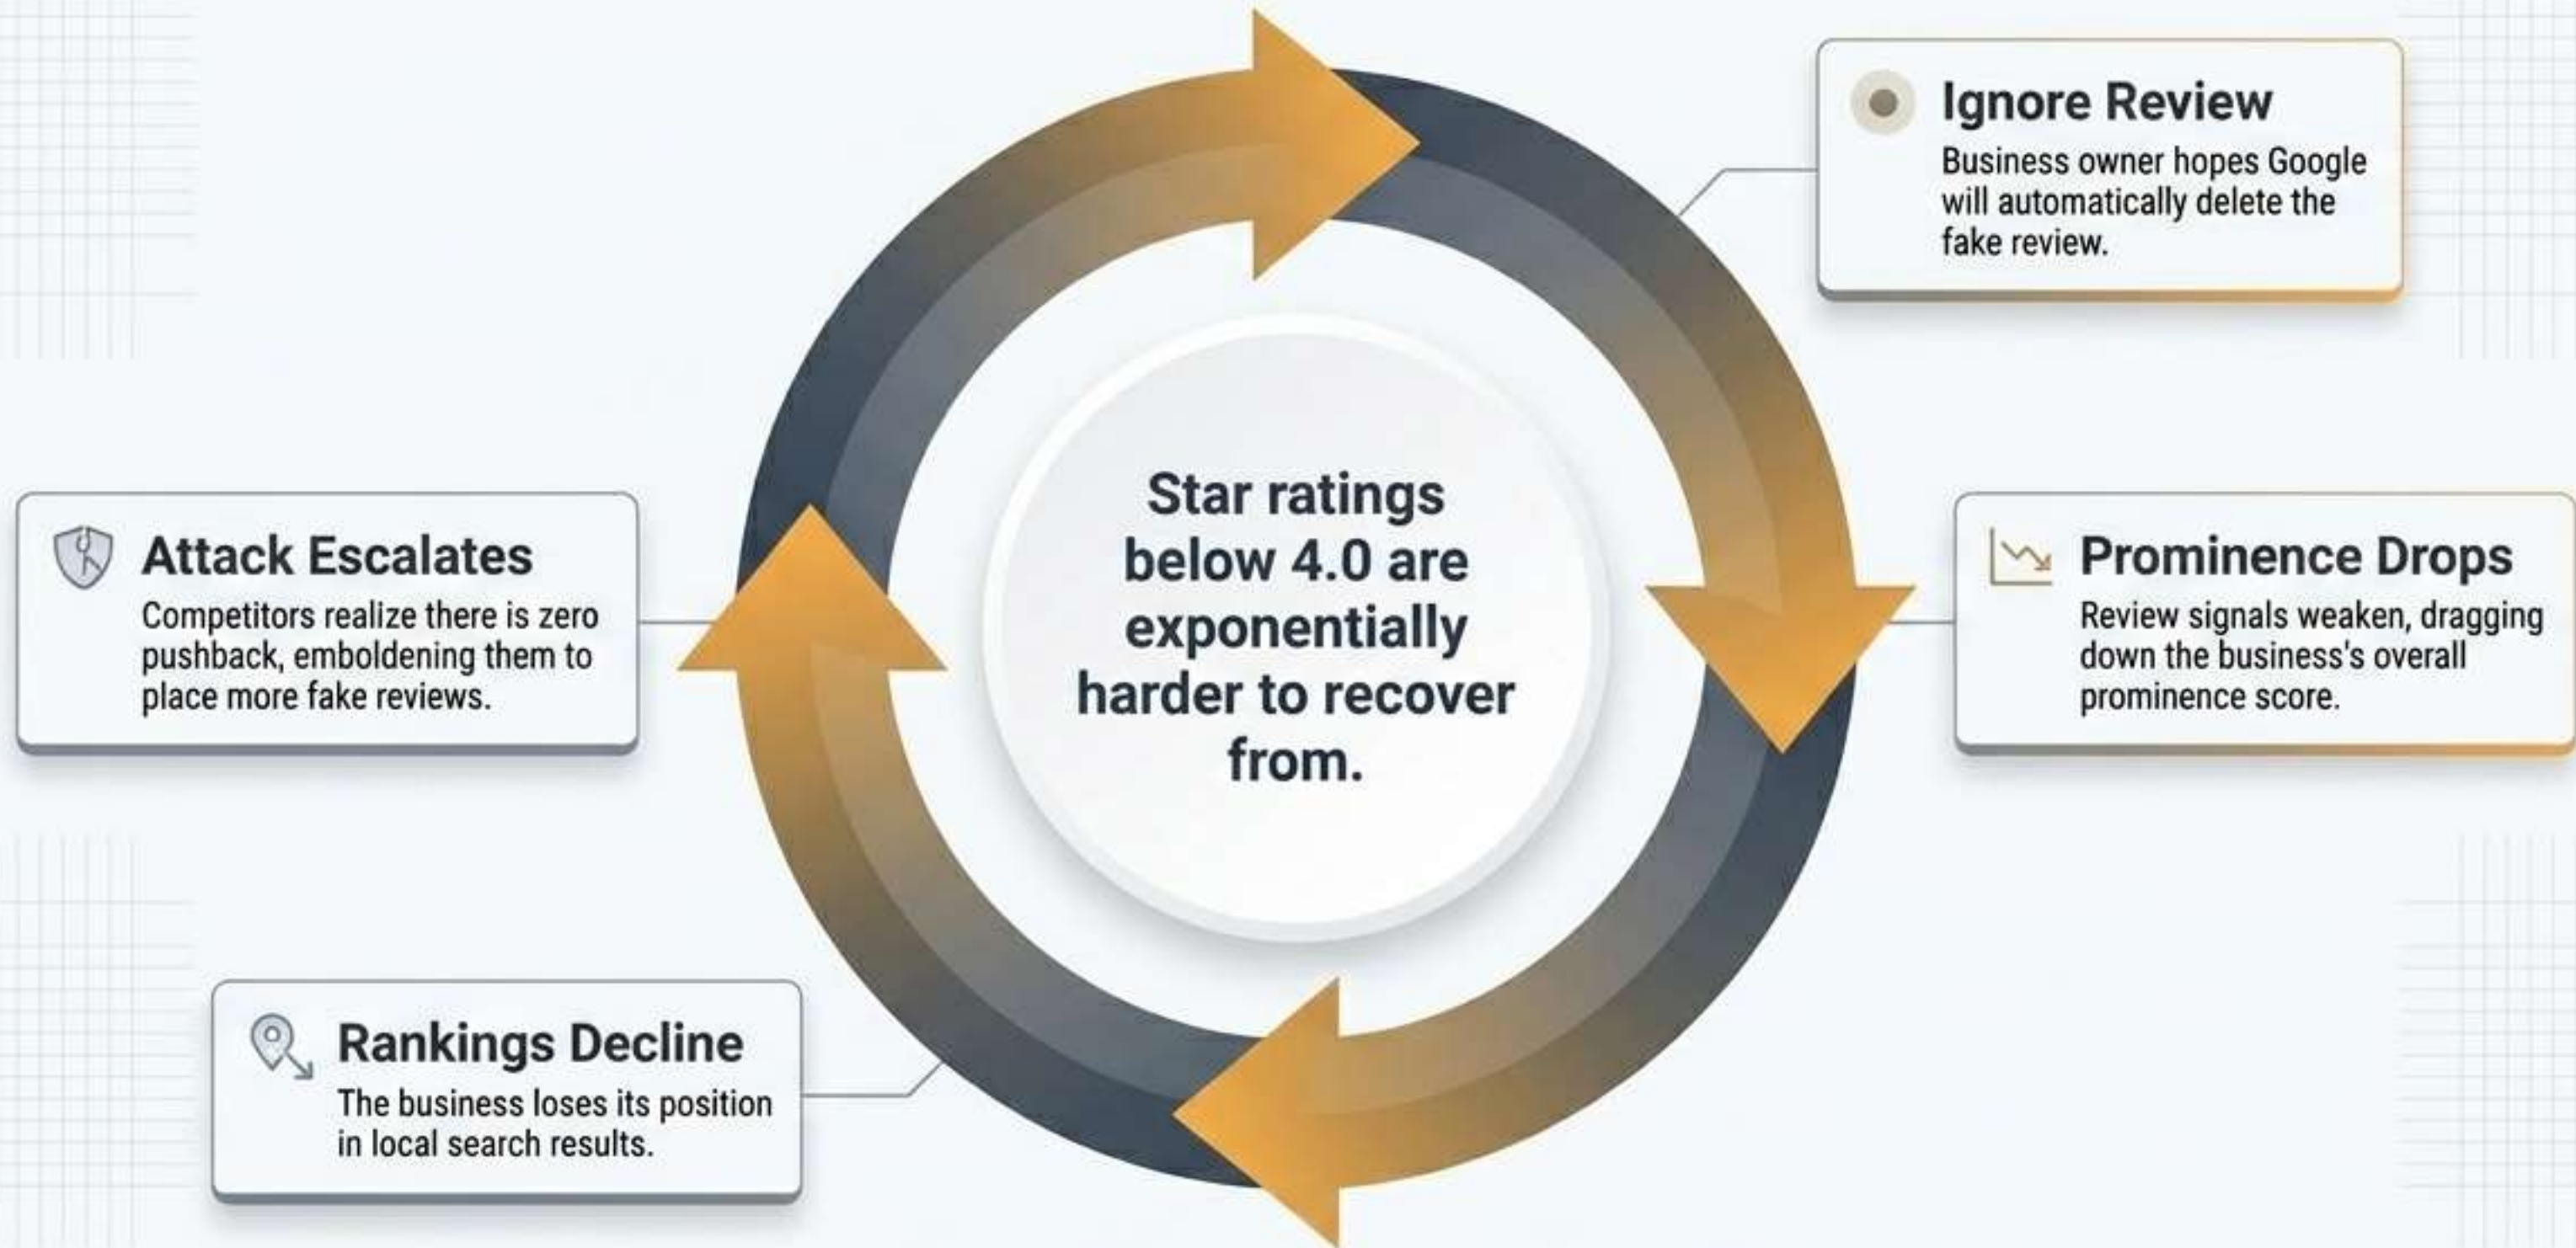 Ignore Review
Business owner hopes Google
will automatically delete the
fake review.
Prominence Drops
Review signals weaken, dragging
down the business's overall
prominence score.
Rankings Decline
The business loses its position
in local search results.
Attack Escalates
Competitors realize there is zero
pushback, emboldening them to
place more fake reviews.
Star ratings
below 4.0 are
exponentially
harder to recover
from.